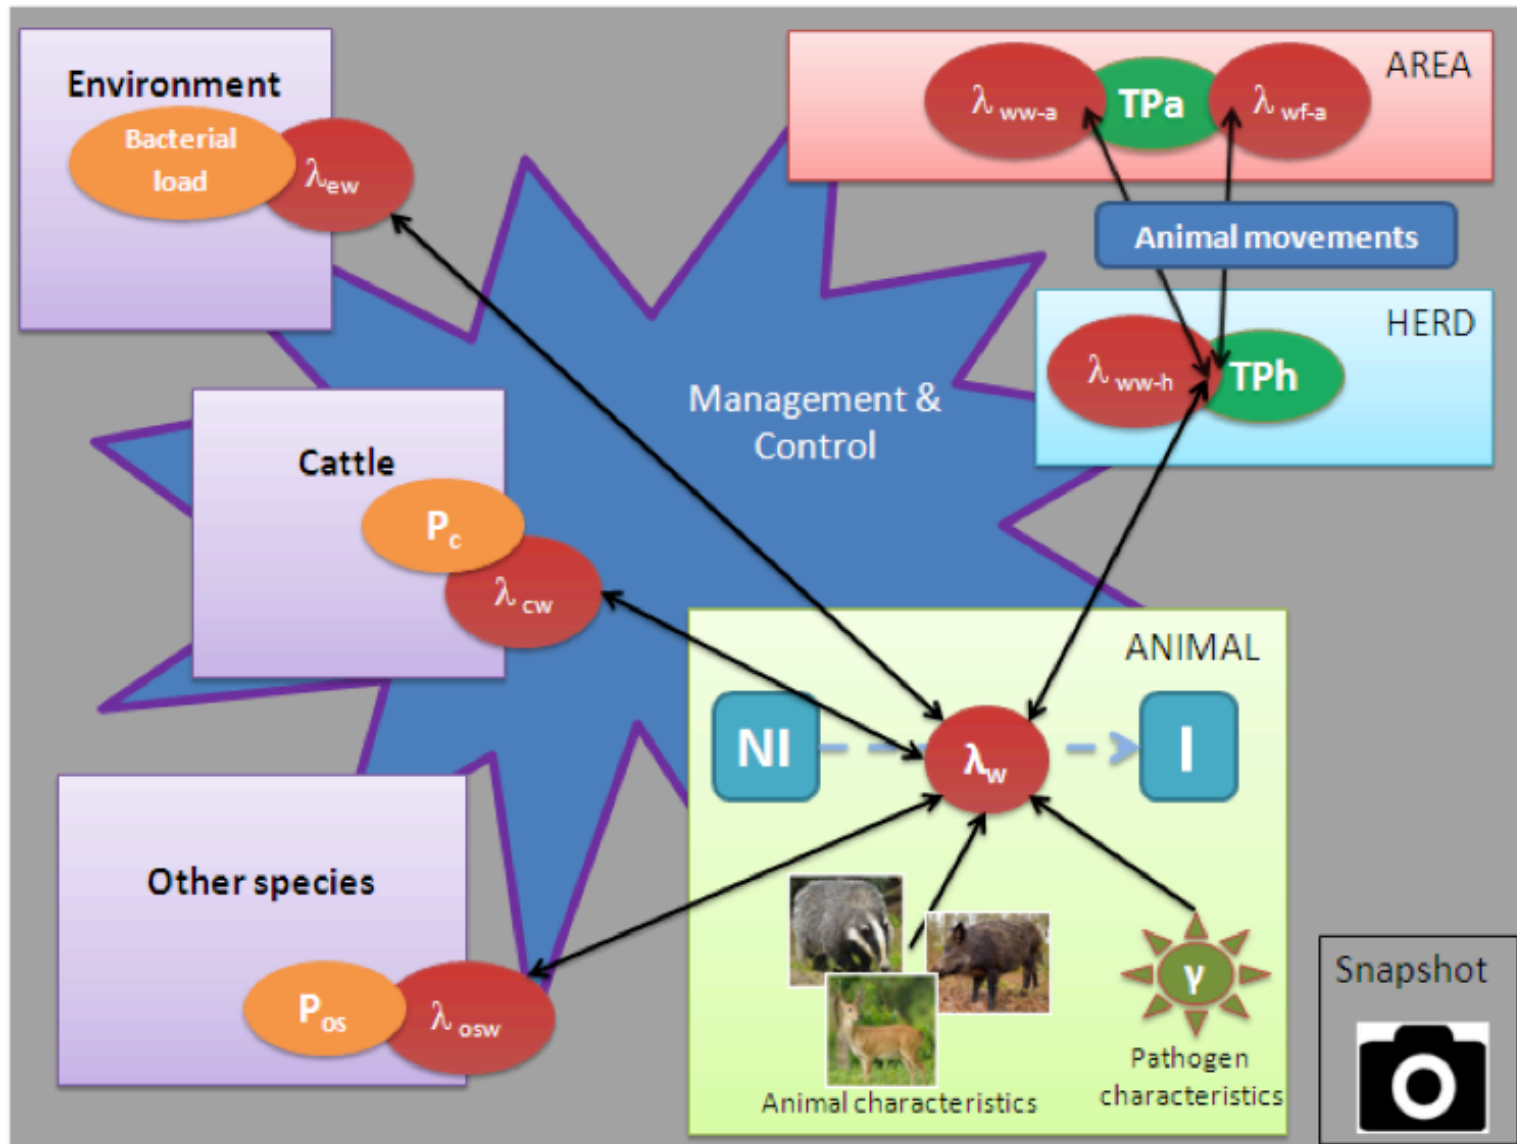 Environment
Bacterial
load
λew
AREA
λ ww-a
TPa
λ wf-a
Animal movements
HERD
λ ww-h
TPh
Management &
Control
Cattle
Pc
λ cw
ANIMAL
NI
λw
I
Other species
Pos
λ osw
γ
Pathogen
characteristics
Animal characteristics
Snapshot